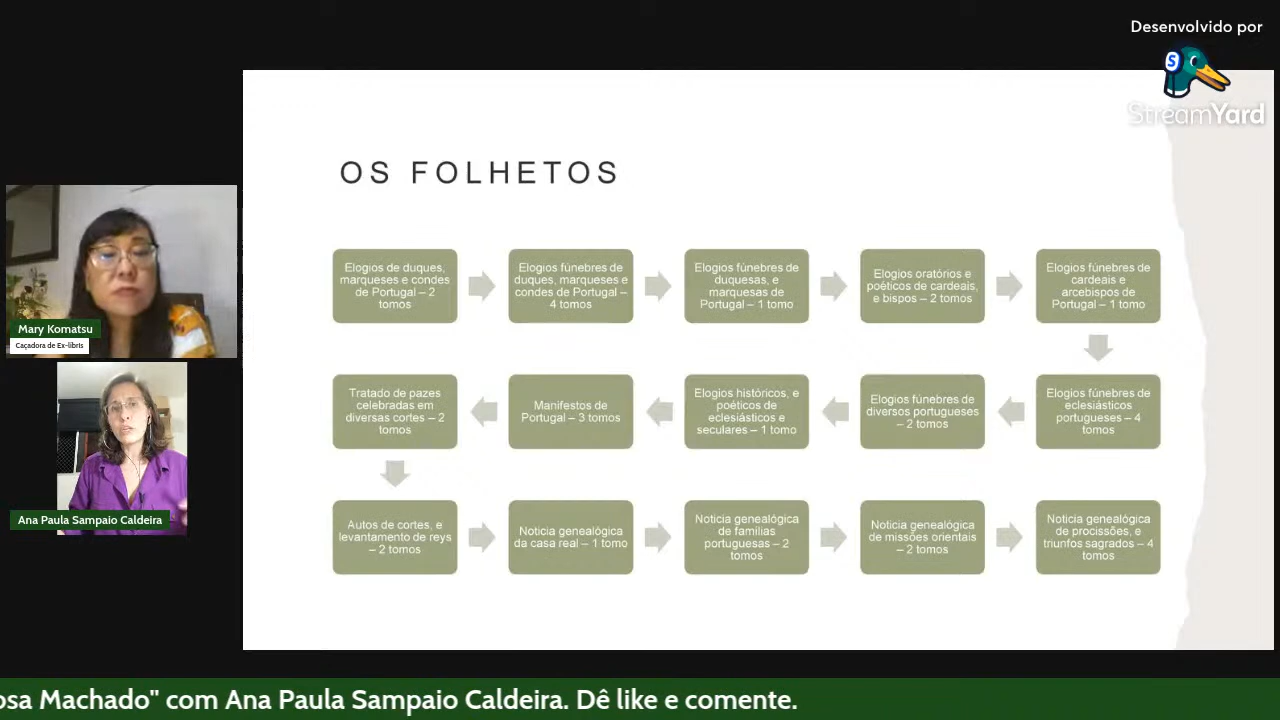 Desenvolvido por
StreamYard
OS FOLHETOS
Elogios de duques,
marqueses e condes
de Portugal – 2
tomos
Elogios fúnebres de
duques, marqueses e
condes de Portugal –
4 tomos
Elogios fúnebres de
duquesas, e
marquesas de
Portugal – 1 tomo
Elogios oratórios e
poéticos de cardeais,
e bispos – 2 tomos
Elogios fúnebres de
cardeais e
arcebispos de
Portugal – 1 tomo
Elogios fúnebres de
eclesiásticos
portugueses – 4
tomos
Elogios fúnebres de
diversos portugueses
– 2 tomos
Elogios históricos, e
poéticos de
eclesiásticos e
seculares – 1 tomo
Manifestos de
Portugal – 3 tomos
Tratado de pazes
celebradas em
diversas cortes – 2
tomos
Autos de cortes, e
levantamento de reys
– 2 tomos
Noticia genealógica
da casa real – 1 tomo
Noticia genealógica
de famílias
portuguesas – 2
tomos
Noticia genealógica
de missões orientais
– 2 tomos
Noticia genealógica
de procissões, e
triunfos sagrados – 4
tomos
Mary Komatsu
Caçadora de Ex-libris
Ana Paula Sampaio Caldeira
osa Machado" com Ana Paula Sampaio Caldeira. Dê like e comente.